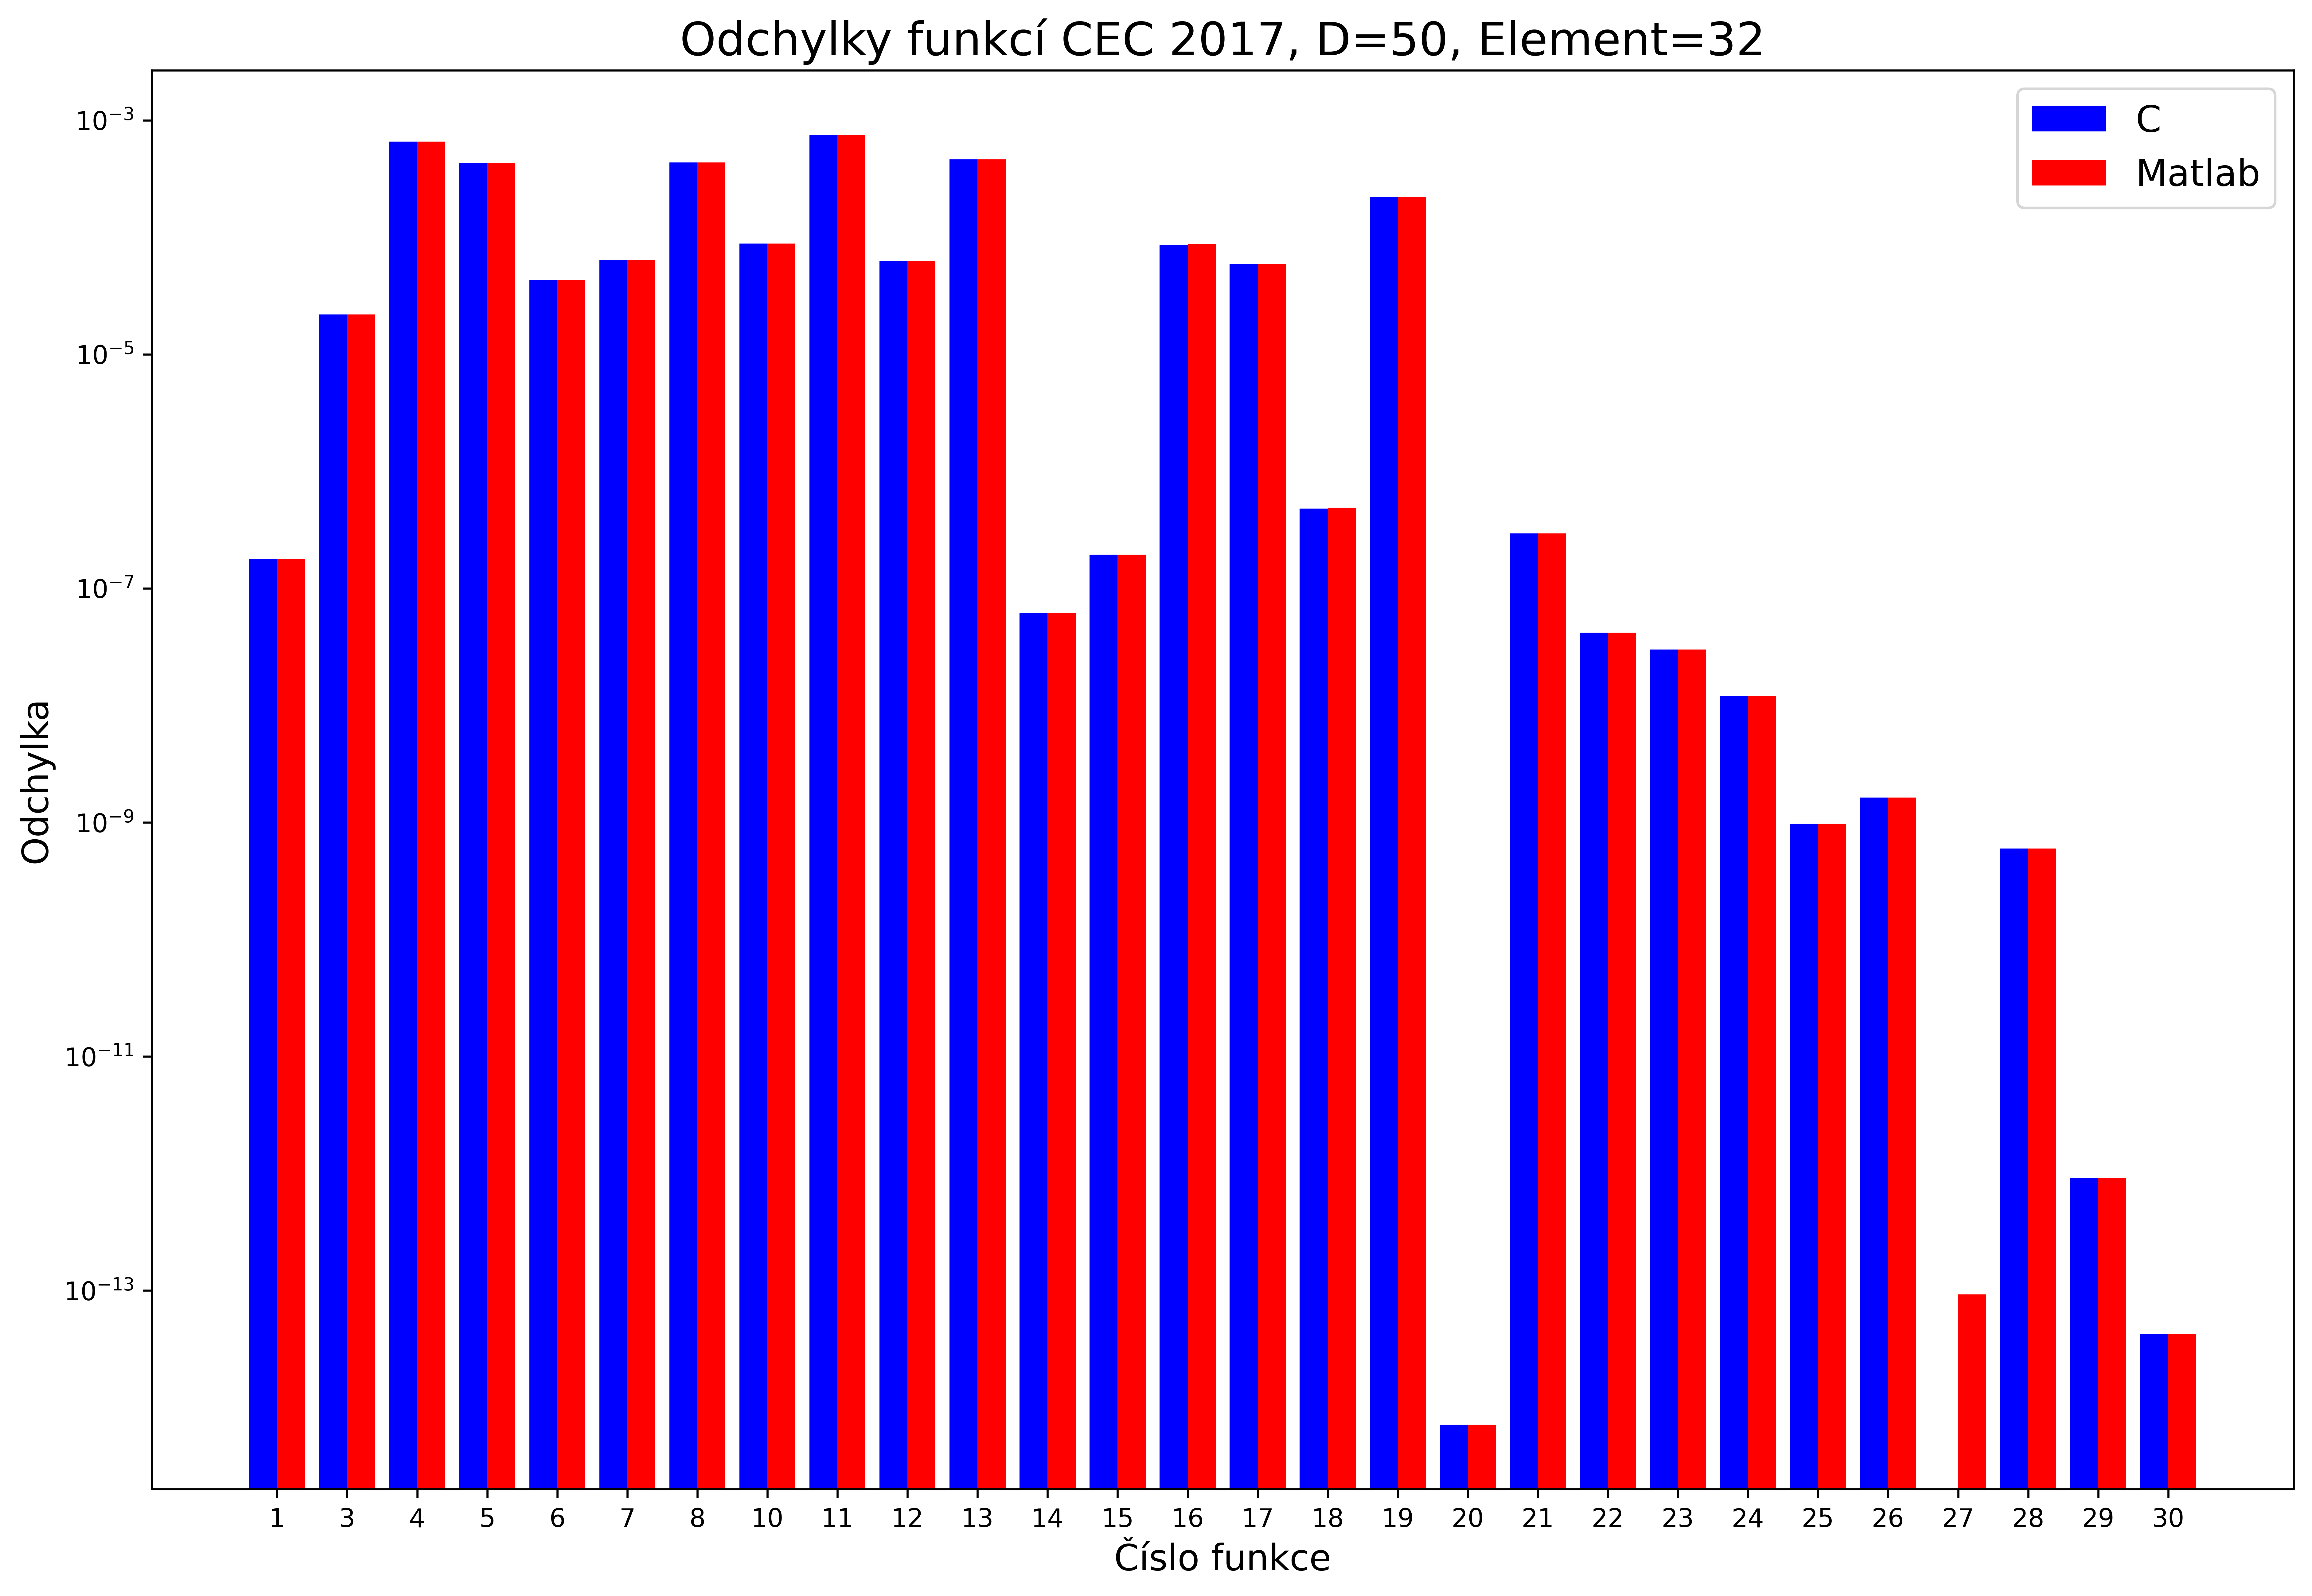 Odchylky funkcí CEC 2017, D=50, Element=32
C
Matlab
10⁻³
10⁻⁵
10⁻⁷
10⁻⁹
10⁻¹¹
10⁻¹³
Odchylka
1 3 4 5 6 7 8 10 11 12 13 14 15 16 17 18 19 20 21 22 23 24 25 26 27 28 29 30
Číslo funkce